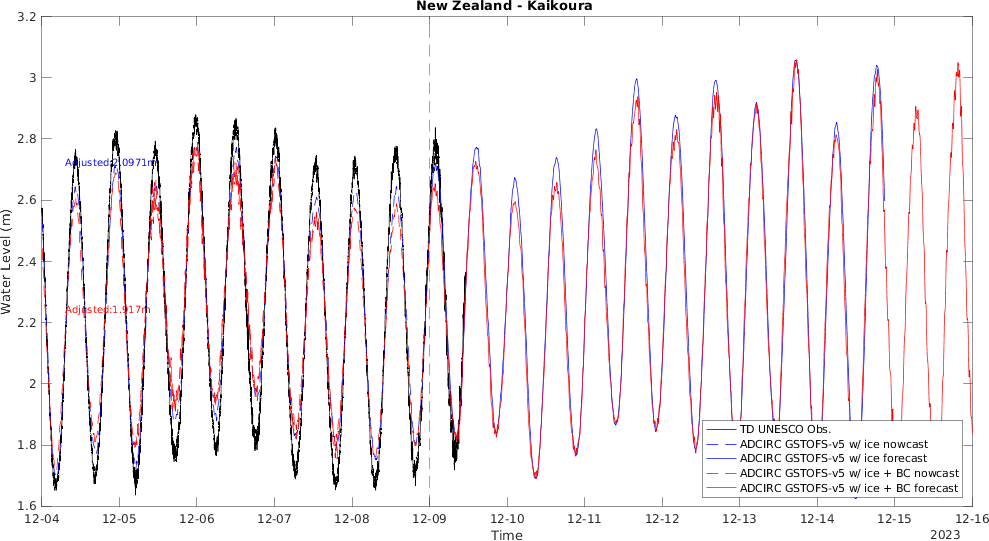 New Zealand - Kaikoura
Water Level (m)
3.2
3
2.8
2.6
2.4
2.2
2
1.8
1.6
Adjusted:2.0971m
Adjusted:1.917m
TD UNESCO Obs.
ADCIRC GSTOFS-v5 w/ ice nowcast
ADCIRC GSTOFS-v5 w/ ice forecast
ADCIRC GSTOFS-v5 w/ ice + BC nowcast
ADCIRC GSTOFS-v5 w/ ice + BC forecast
12-04 12-05 12-06 12-07 12-08 12-09 12-10 12-11 12-12 12-13 12-14 12-15 12-16
Time
2023